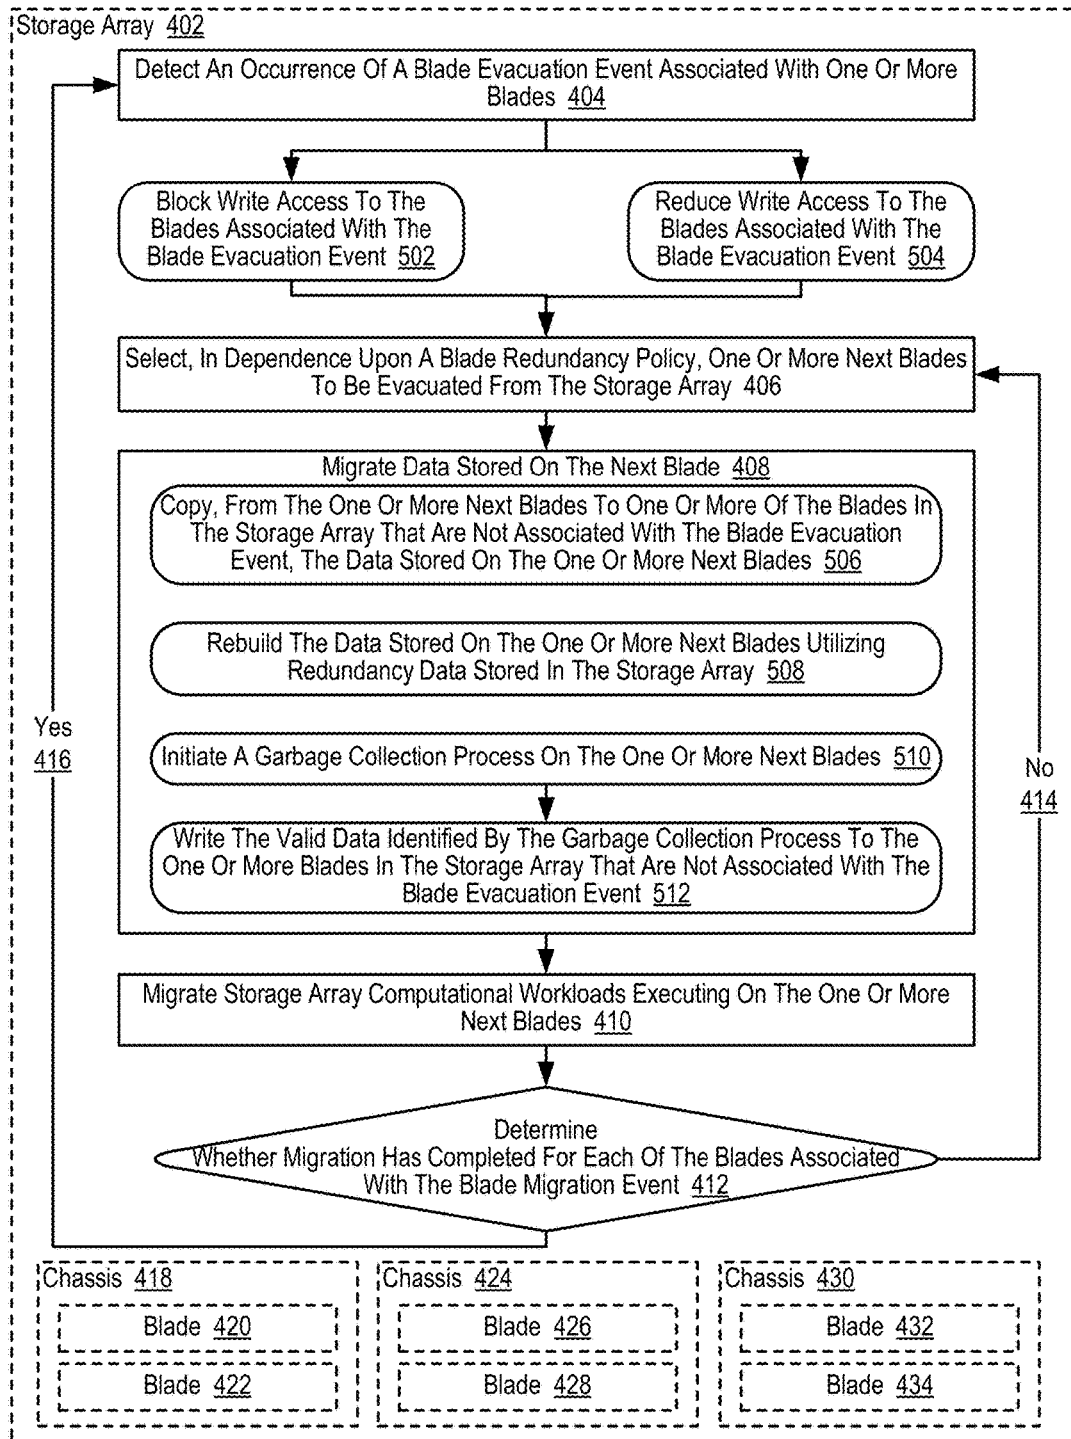 Storage Array 402
Detect An Occurrence Of A Blade Evacuation Event Associated With One Or More
Blades 404
Block Write Access To The
Blades Associated With The
Blade Evacuation Event 502
Reduce Write Access To The
Blades Associated With The
Blade Evacuation Event 504
Select, In Dependence Upon A Blade Redundancy Policy, One Or More Next Blades
To Be Evacuated From The Storage Array 406
Migrate Data Stored On The Next Blade 408
Copy, From The One Or More Next Blades To One Or More Of The Blades In
The Storage Array That Are Not Associated With The Blade Evacuation
Event, The Data Stored On The One Or More Next Blades 506
Rebuild The Data Stored On The One Or More Next Blades Utilizing
Redundancy Data Stored In The Storage Array 508
Yes
416
Initiate A Garbage Collection Process On The One Or More Next Blades 510
No
414
Write The Valid Data Identified By The Garbage Collection Process To The
One Or More Blades In The Storage Array That Are Not Associated With The
Blade Evacuation Event 512
Migrate Storage Array Computational Workloads Executing On The One Or More
Next Blades 410
Determine
Whether Migration Has Completed For Each Of The Blades Associated
With The Blade Migration Event 412
Chassis 418
Blade 420
Blade 422
Chassis 424
Blade 426
Blade 428
Chassis 430
Blade 432
Blade 434